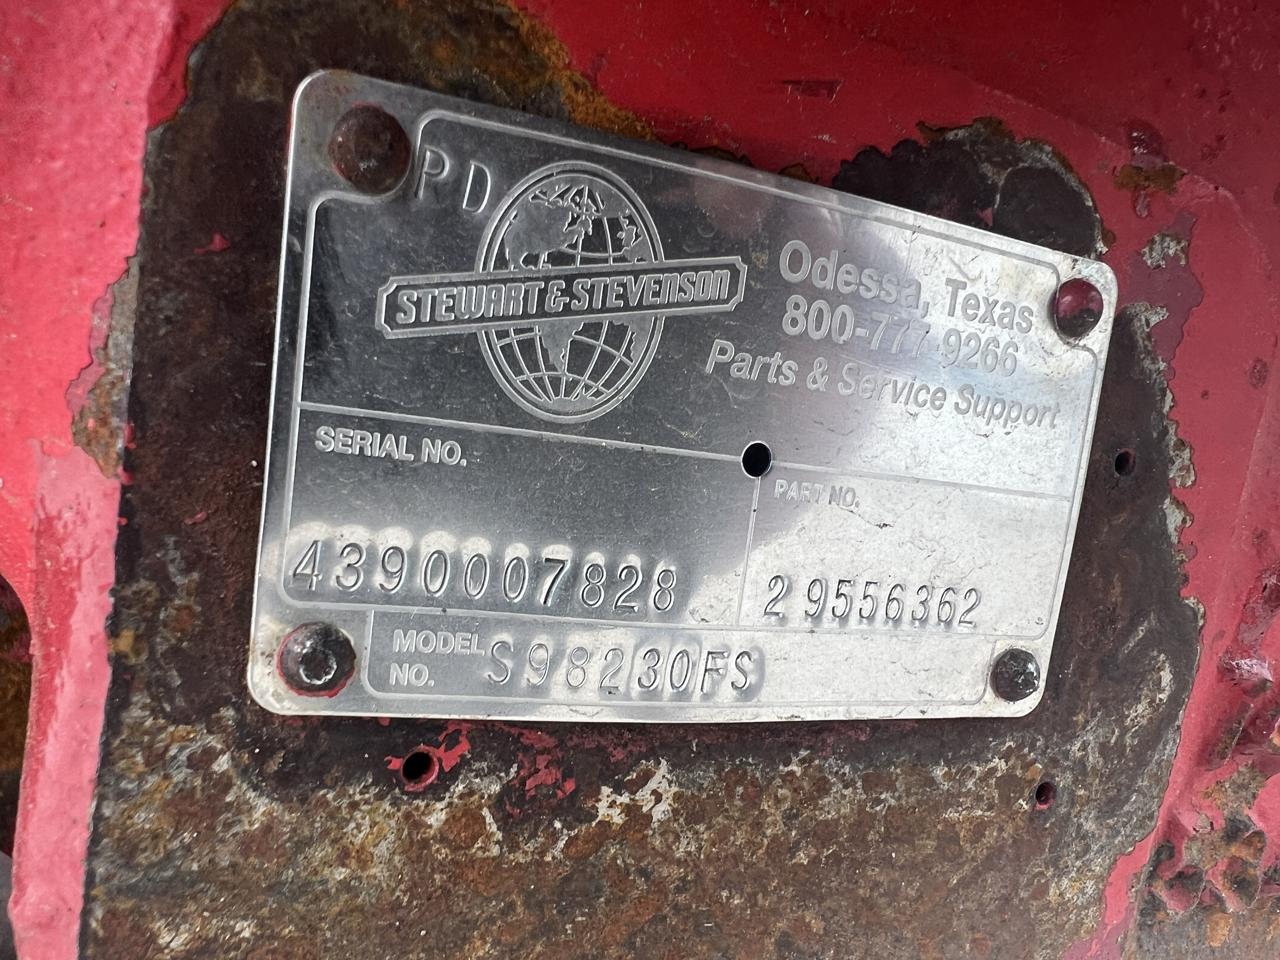 PD
STEWART & STEVENSON
Odessa, Texas
800-777-9266
Parts & Service Support
SERIAL NO.
4390007828
PART NO.
29556362
MODEL NO.
S98230FS